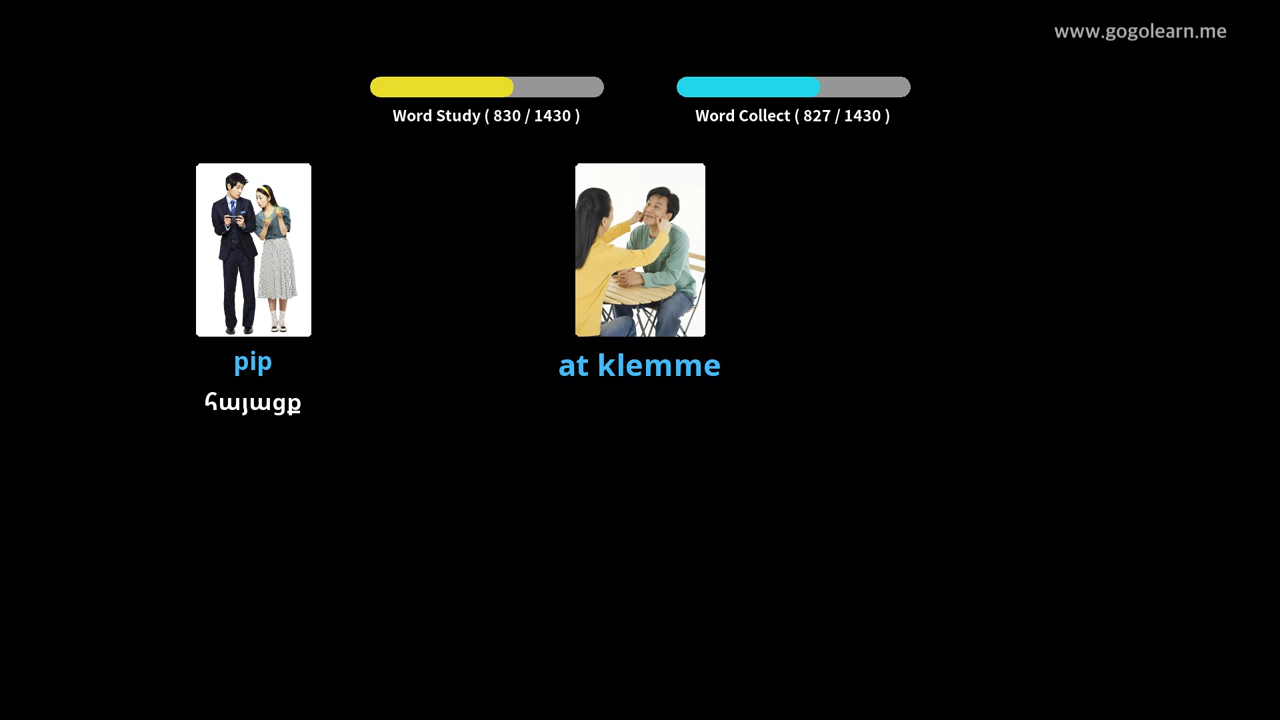 www.gogolearn.me
Word Study ( 830 / 1430 )
Word Collect ( 827 / 1430 )
pip
հայացք
at klemme